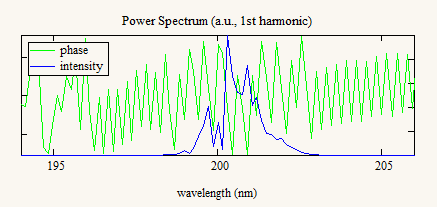 Power Spectrum (a.u., 1st harmonic)
phase
intensity
195 200 205
wavelength (nm)